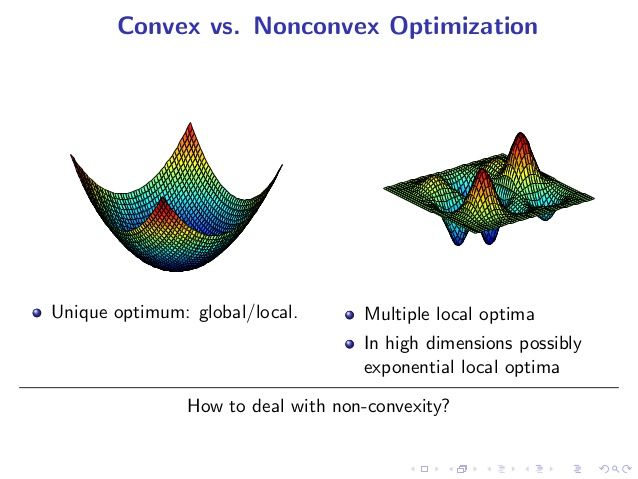 Convex vs. Nonconvex Optimization
Unique optimum: global/local.
Multiple local optima
In high dimensions possibly
exponential local optima
How to deal with non-convexity?